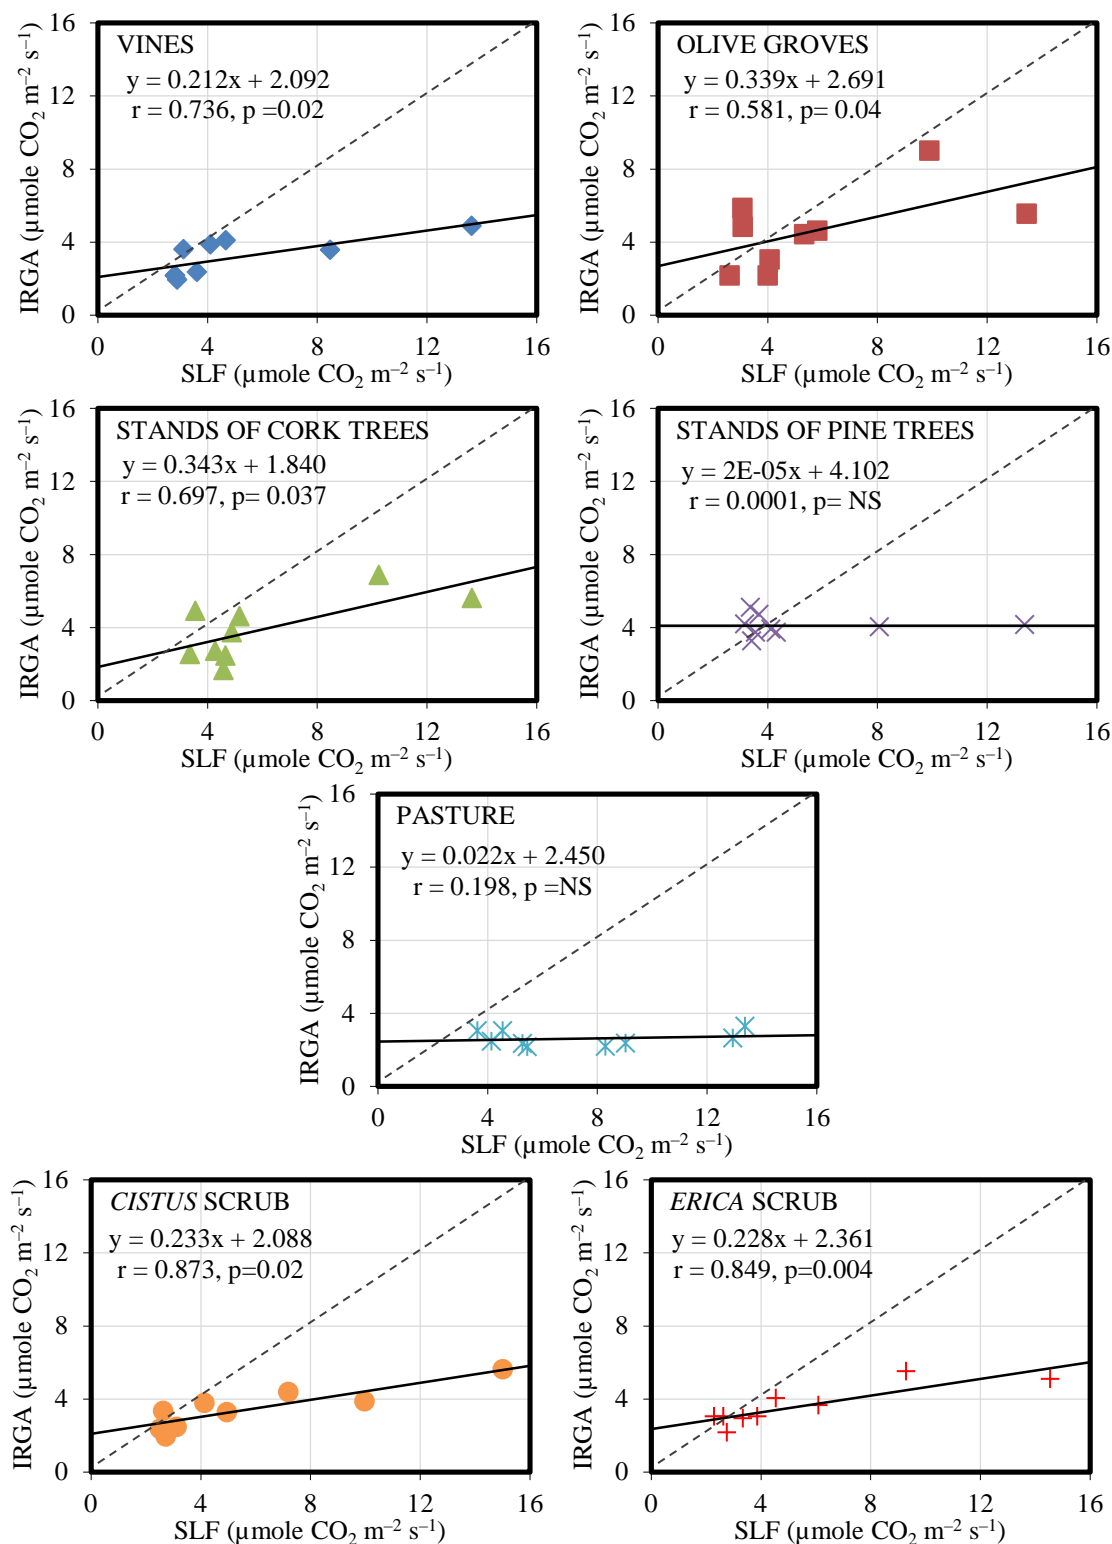 VINES
y = 0.212x + 2.092
r = 0.736, p =0.02
IRGA (µmole CO₂ m⁻² s⁻¹)
16
12
8
4
0
0 4 8 12 16
SLF (µmole CO₂ m⁻² s⁻¹)
OLIVE GROVES
y = 0.339x + 2.691
r = 0.581, p= 0.04
IRGA (µmole CO₂ m⁻² s⁻¹)
16
12
8
4
0
0 4 8 12 16
SLF (µmole CO₂ m⁻² s⁻¹)
STANDS OF CORK TREES
y = 0.343x + 1.840
r = 0.697, p= 0.037
IRGA (µmole CO₂ m⁻² s⁻¹)
16
12
8
4
0
0 4 8 12 16
SLF (µmole CO₂ m⁻² s⁻¹)
STANDS OF PINE TREES
y = 2E-05x + 4.102
r = 0.0001, p= NS
IRGA (µmole CO₂ m⁻² s⁻¹)
16
12
8
4
0
0 4 8 12 16
SLF (µmole CO₂ m⁻² s⁻¹)
PASTURE
y = 0.022x + 2.450
r = 0.198, p =NS
IRGA (µmole CO₂ m⁻² s⁻¹)
16
12
8
4
0
0 4 8 12 16
SLF (µmole CO₂ m⁻² s⁻¹)
CISTUS SCRUB
y = 0.233x + 2.088
r = 0.873, p=0.02
IRGA (µmole CO₂ m⁻² s⁻¹)
16
12
8
4
0
0 4 8 12 16
SLF (µmole CO₂ m⁻² s⁻¹)
ERICA SCRUB
y = 0.228x + 2.361
r = 0.849, p=0.004
IRGA (µmole CO₂ m⁻² s⁻¹)
16
12
8
4
0
0 4 8 12 16
SLF (µmole CO₂ m⁻² s⁻¹)